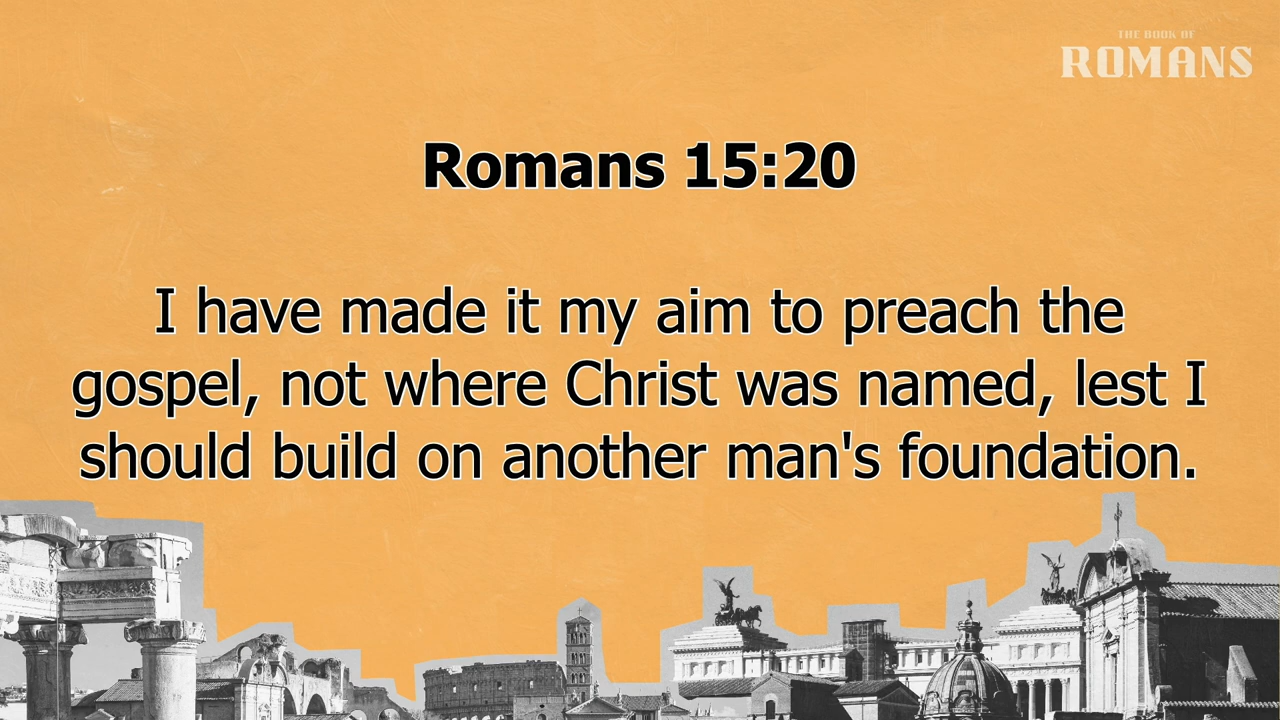 THE BOOK OF
ROMANS
Romans 15:20
I have made it my aim to preach the
gospel, not where Christ was named, lest I
should build on another man's foundation.